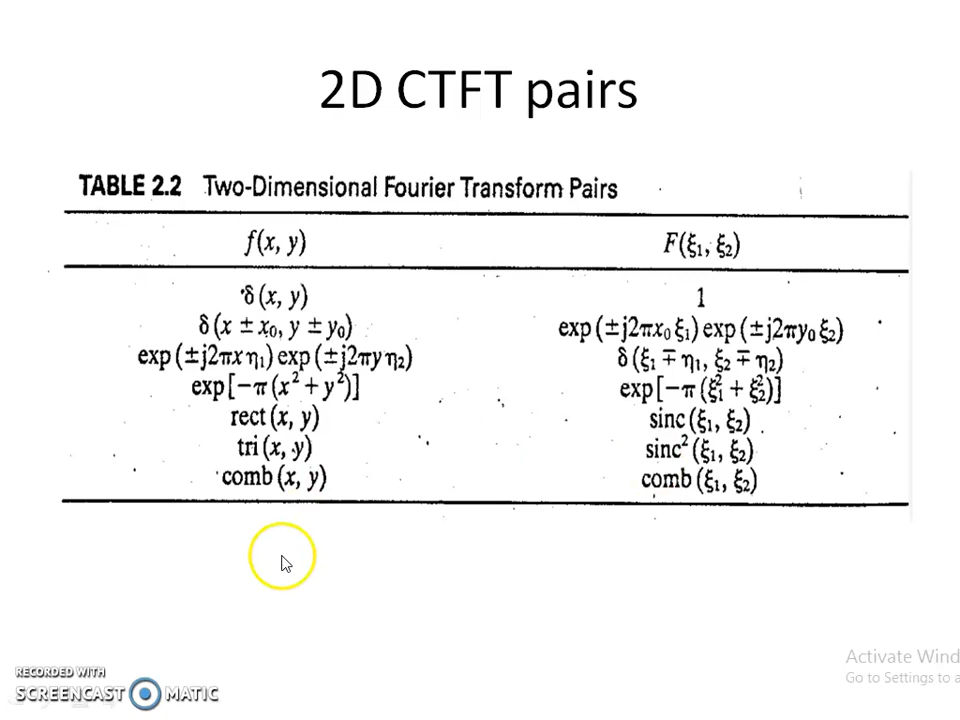 2D CTFT pairs
TABLE 2.2 Two-Dimensional Fourier Transform Pairs
f(x, y) F(ξ₁, ξ₂)
δ(x, y) 1
δ(x ± x₀, y ± y₀) exp(±j2πx₀ξ₁) exp(±j2πy₀ξ₂)
exp(±j2πxη₁) exp(±j2πyη₂) δ(ξ₁ ∓ η₁, ξ₂ ∓ η₂)
exp[−π(x² + y²)] exp[−π(ξ₁² + ξ₂²)]
rect(x, y) sinc(ξ₁, ξ₂)
tri(x, y) sinc²(ξ₁, ξ₂)
comb(x, y) comb(ξ₁, ξ₂)
Activate Wind
Go to Settings to a
RECORDED WITH
SCREENCAST MATIC